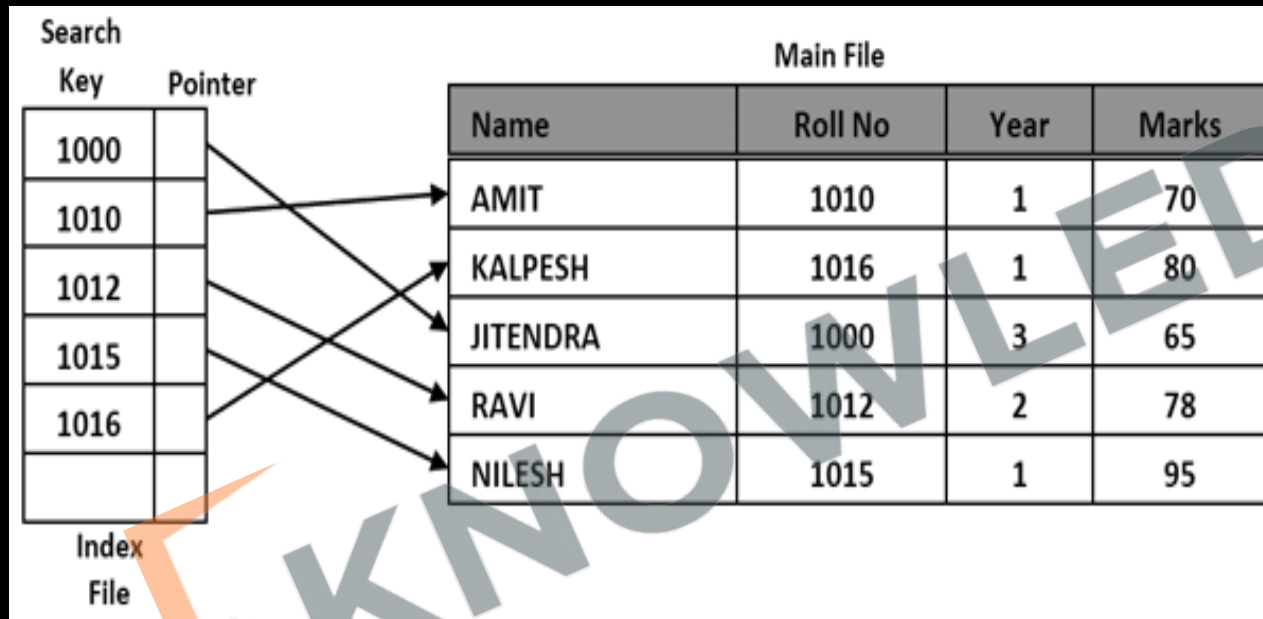 Search
Key Pointer
1000
1010
1012
1015
1016
Index
File
Main File
Name Roll No Year Marks
AMIT 1010 1 70
KALPESH 1016 1 80
JITENDRA 1000 3 65
RAVI 1012 2 78
NILESH 1015 1 95